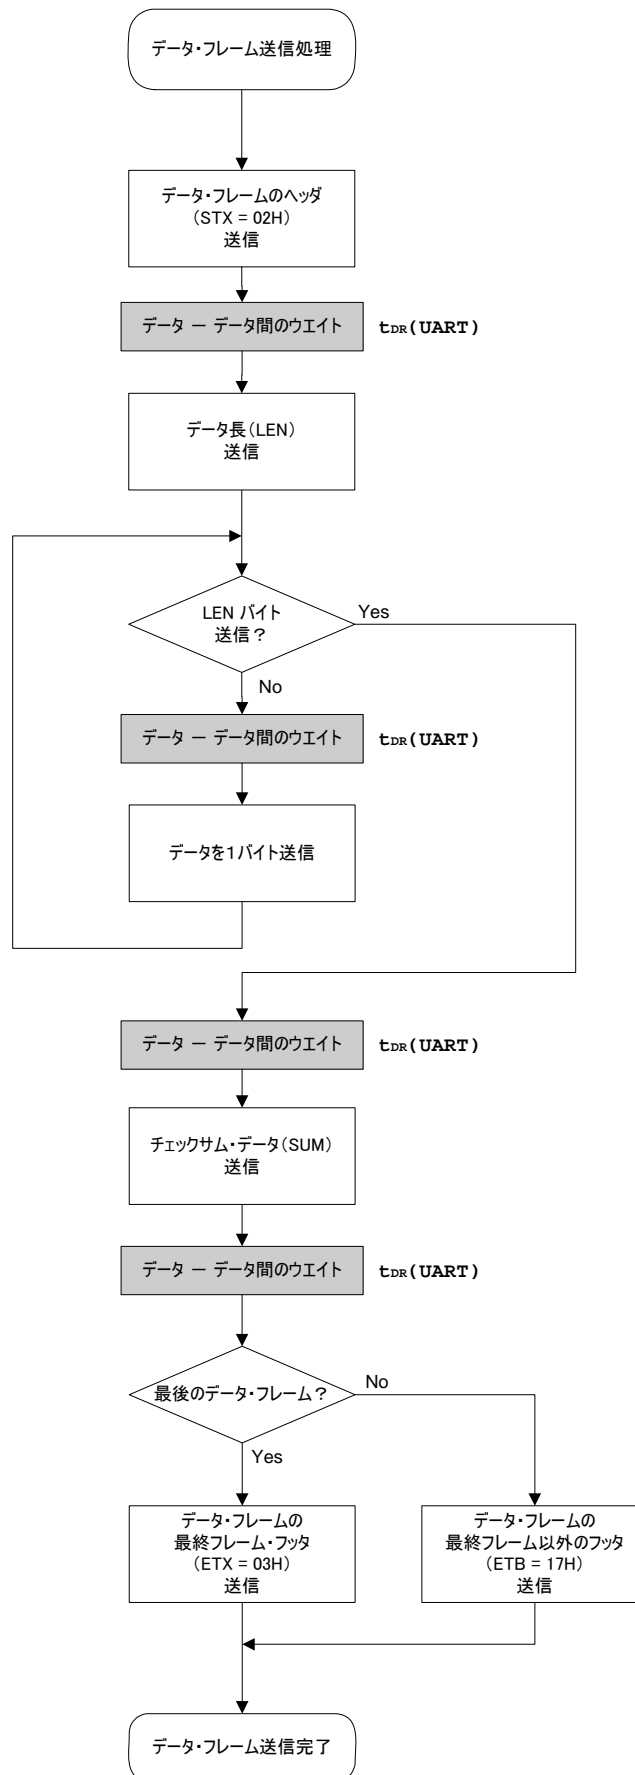 データ・フレーム送信処理
データ・フレームのヘッダ
(STX = 02H)
送信
データ － データ間のウエイト
tDR(UART)
データ長(LEN)
送信
LEN バイト
送信？
Yes
No
データ － データ間のウエイト
tDR(UART)
データを1バイト送信
データ － データ間のウエイト
tDR(UART)
チェックサム・データ(SUM)
送信
データ － データ間のウエイト
tDR(UART)
最後のデータ・フレーム？
No
Yes
データ・フレームの
最終フレーム・フッタ
(ETX = 03H)
送信
データ・フレームの
最終フレーム以外のフッタ
(ETB = 17H)
送信
データ・フレーム送信完了